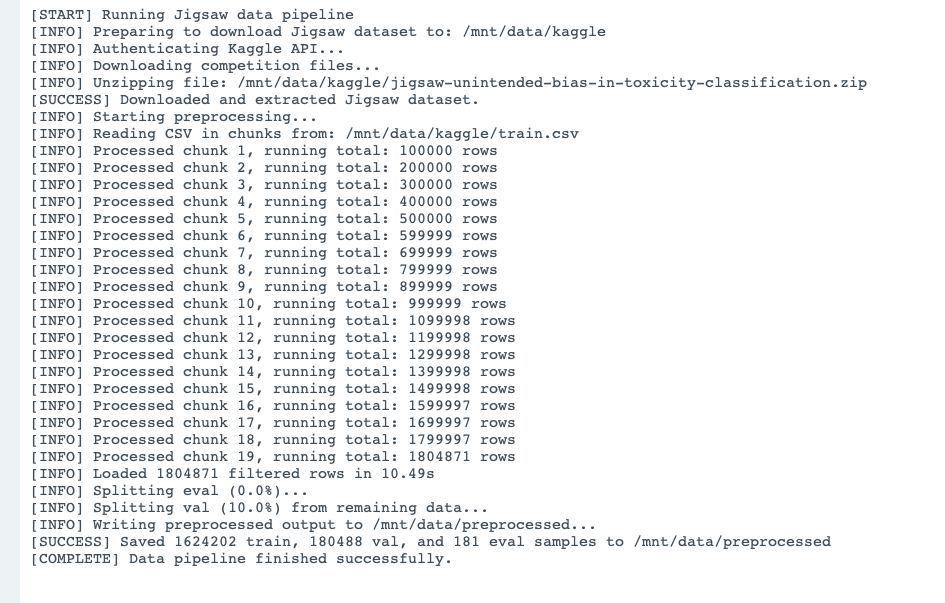 [START] Running Jigsaw data pipeline
[INFO] Preparing to download Jigsaw dataset to: /mnt/data/kaggle
[INFO] Authenticating Kaggle API...
[INFO] Downloading competition files...
[INFO] Unzipping file: /mnt/data/kaggle/jigsaw-unintended-bias-in-toxicity-classification.zip
[SUCCESS] Downloaded and extracted Jigsaw dataset.
[INFO] Starting preprocessing...
[INFO] Reading CSV in chunks from: /mnt/data/kaggle/train.csv
[INFO] Processed chunk 1, running total: 100000 rows
[INFO] Processed chunk 2, running total: 200000 rows
[INFO] Processed chunk 3, running total: 300000 rows
[INFO] Processed chunk 4, running total: 400000 rows
[INFO] Processed chunk 5, running total: 500000 rows
[INFO] Processed chunk 6, running total: 599999 rows
[INFO] Processed chunk 7, running total: 699999 rows
[INFO] Processed chunk 8, running total: 799999 rows
[INFO] Processed chunk 9, running total: 899999 rows
[INFO] Processed chunk 10, running total: 999999 rows
[INFO] Processed chunk 11, running total: 1099998 rows
[INFO] Processed chunk 12, running total: 1199998 rows
[INFO] Processed chunk 13, running total: 1299998 rows
[INFO] Processed chunk 14, running total: 1399998 rows
[INFO] Processed chunk 15, running total: 1499998 rows
[INFO] Processed chunk 16, running total: 1599997 rows
[INFO] Processed chunk 17, running total: 1699997 rows
[INFO] Processed chunk 18, running total: 1799997 rows
[INFO] Processed chunk 19, running total: 1804871 rows
[INFO] Loaded 1804871 filtered rows in 10.49s
[INFO] Splitting eval (0.0%)...
[INFO] Splitting val (10.0%) from remaining data...
[INFO] Writing preprocessed output to /mnt/data/preprocessed...
[SUCCESS] Saved 1624202 train, 180488 val, and 181 eval samples to /mnt/data/preprocessed
[COMPLETE] Data pipeline finished successfully.